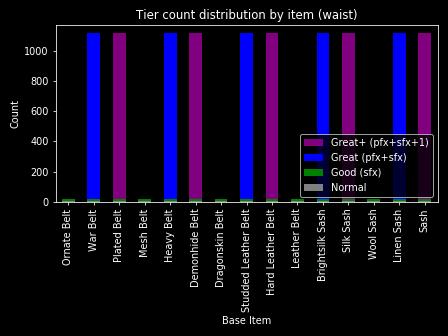 Tier count distribution by item (waist)
Count
1000
800
600
400
200
0
Great+ (pfx+sfx+1)
Great (pfx+sfx)
Good (sfx)
Normal
Ornate Belt
War Belt
Plated Belt
Mesh Belt
Heavy Belt
Demonhide Belt
Dragonskin Belt
Studded Leather Belt
Hard Leather Belt
Leather Belt
Brightsilk Sash
Silk Sash
Wool Sash
Linen Sash
Sash
Base Item